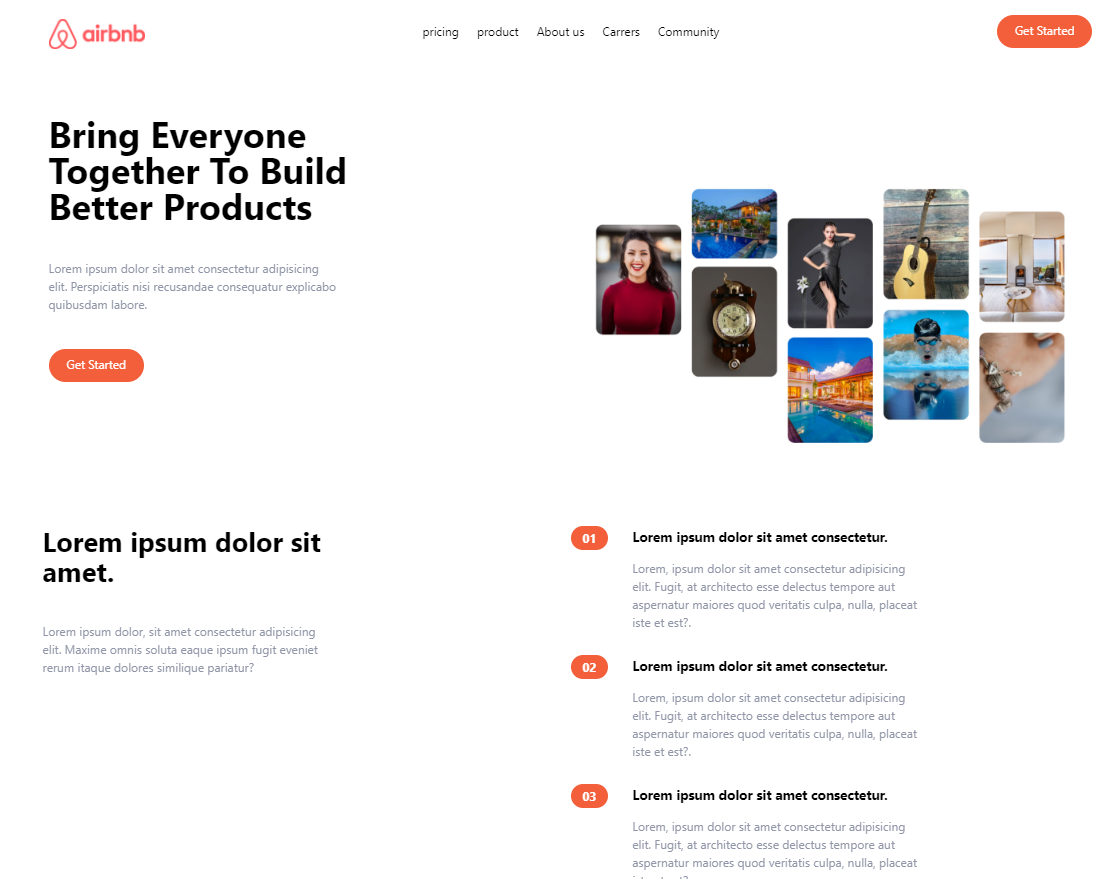 airbnb
pricing product About us Carrers Community
Get Started
Bring Everyone
Together To Build
Better Products
Lorem ipsum dolor sit amet consectetur adipisicing
elit. Perspiciatis nisi recusandae consequatur explicabo
quibusdam labore.
Get Started
Lorem ipsum dolor sit
amet.
Lorem ipsum dolor, sit amet consectetur adipisicing
elit. Maxime omnis soluta eaque ipsum fugit eveniet
rerum itaque dolores similique pariatur?
01 Lorem ipsum dolor sit amet consectetur.
Lorem, ipsum dolor sit amet consectetur adipisicing
elit. Fugit, at architecto esse delectus tempore aut
aspernatur maiores quod veritatis culpa, nulla, placeat
iste et est?.
02 Lorem ipsum dolor sit amet consectetur.
Lorem, ipsum dolor sit amet consectetur adipisicing
elit. Fugit, at architecto esse delectus tempore aut
aspernatur maiores quod veritatis culpa, nulla, placeat
iste et est?.
03 Lorem ipsum dolor sit amet consectetur.
Lorem, ipsum dolor sit amet consectetur adipisicing
elit. Fugit, at architecto esse delectus tempore aut
aspernatur maiores quod veritatis culpa, nulla, placeat